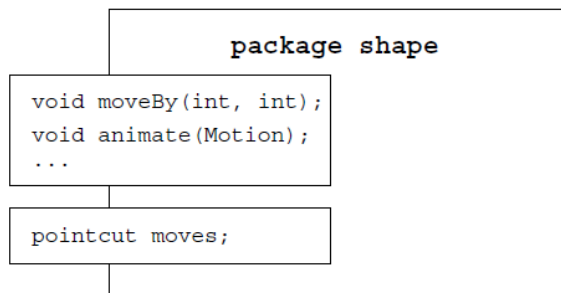 package shape
void moveBy(int, int);
void animate(Motion);
...
pointcut moves;